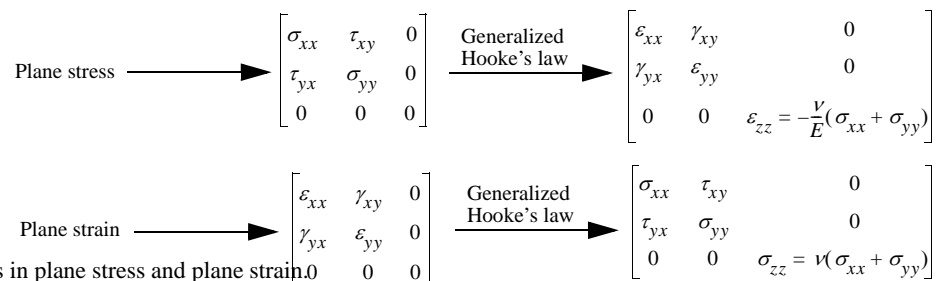 Plane stress
σxx τxy 0
τyx σyy 0
0 0 0
Generalized
Hooke's law
εxx γxy 0
γyx εyy 0
0 0 εzz = −ν/E(σxx + σyy)
Plane strain
εxx γxy 0
γyx εyy 0
0 0 0
Generalized
Hooke's law
σxx τxy 0
τyx σyy 0
0 0 σzz = ν(σxx + σyy)
s in plane stress and plane strain.